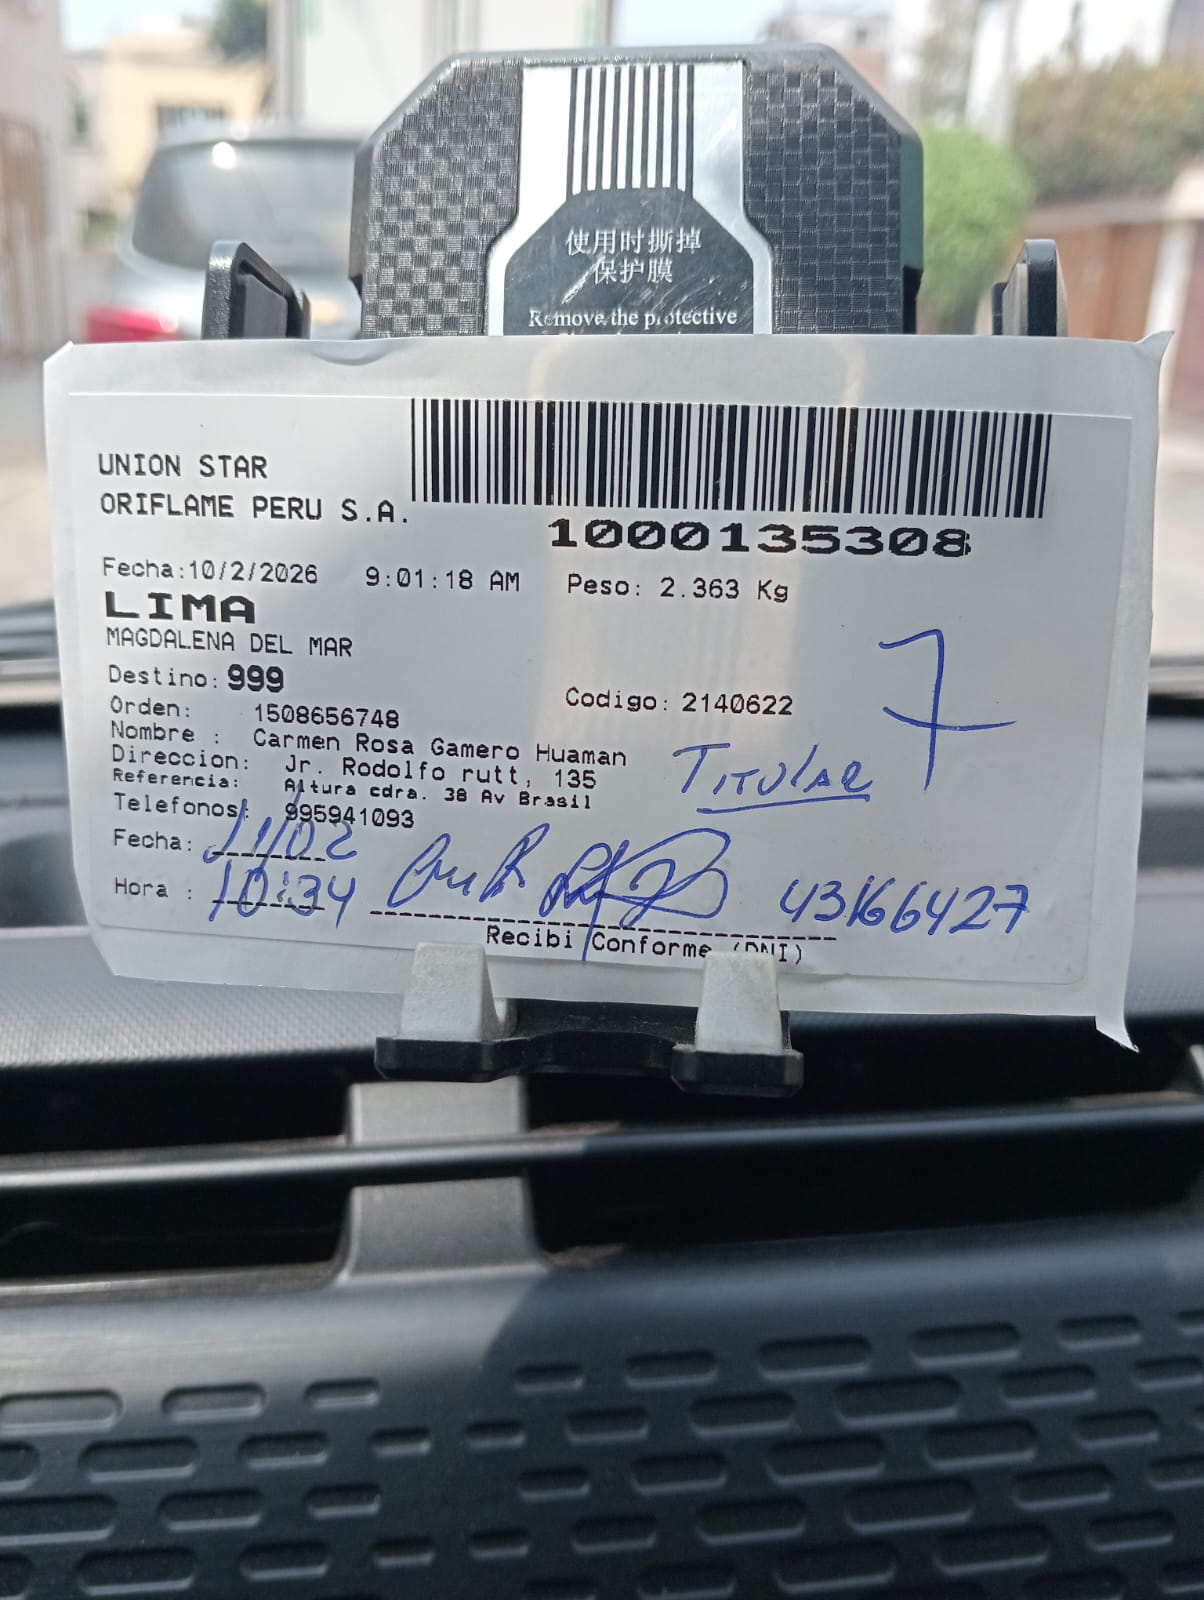 使用时撕掉
保护膜
Remove the protective
UNION STAR
ORIFLAME PERU S.A.
1000135308
Fecha:10/2/2026 9:01:18 AM Peso: 2.363 Kg
LIMA
MAGDALENA DEL MAR
7
Destino: 999
Codigo: 2140622
Orden: 1508656748
Nombre : Carmen Rosa Gamero Huaman
Direccion: Jr. Rodolfo rutt, 135
TITULAR
Referencia: Altura cdra. 38 Av Brasil
Telefonos: 995941093
Fecha: 11/02
Hora : 10:34
43166427
Recibi Conforme (DNI)